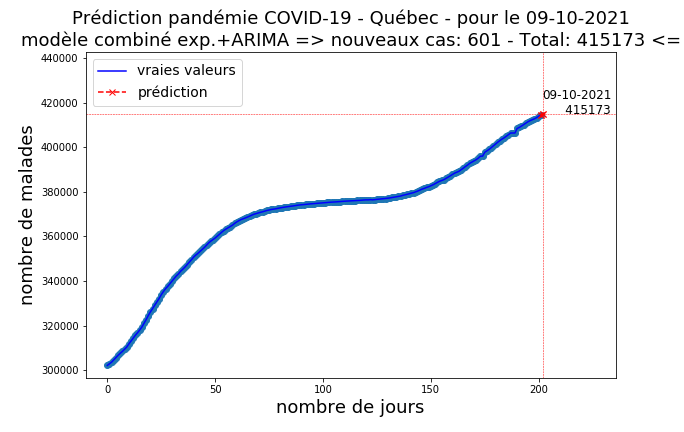 Prédiction pandémie COVID-19 - Québec - pour le 09-10-2021
modèle combiné exp.+ARIMA => nouveaux cas: 601 - Total: 415173 <=
440000
420000
400000
380000
360000
340000
320000
300000
nombre de malades
vraies valeurs
prédiction
09-10-2021
415173
0
50
100
150
200
nombre de jours